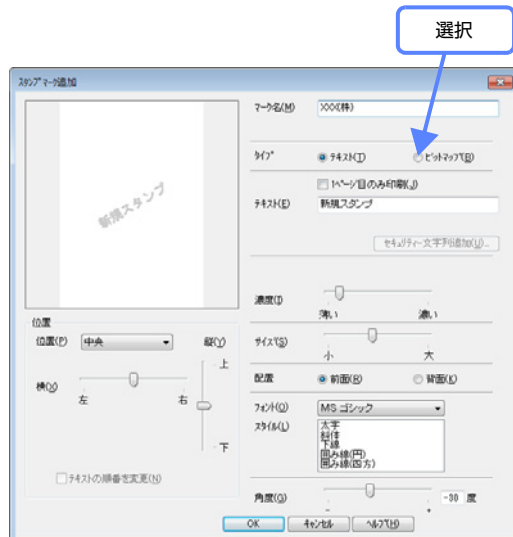 選択
スタンプマーク追加
マーク名(M) XXX(株)
タイプ テキスト(T) ビットマップ(B)
1ページ目のみ印刷(J)
テキスト(E) 新規スタンプ
新規スタンプ
セキュリティー文字列追加(U)...
濃度(I)
薄い 濃い
位置
位置(P) 中央 縦(Y)
上
横(X)
左 右
下
テキストの順番を変更(N)
サイズ(S)
小 大
配置 前面(R) 背面(K)
フォント(O) MS ゴシック
スタイル(L) 太字
斜体
下線
囲み線(円)
囲み線(四方)
角度(G) -30 度
- +
OK キャンセル ヘルプ(H)